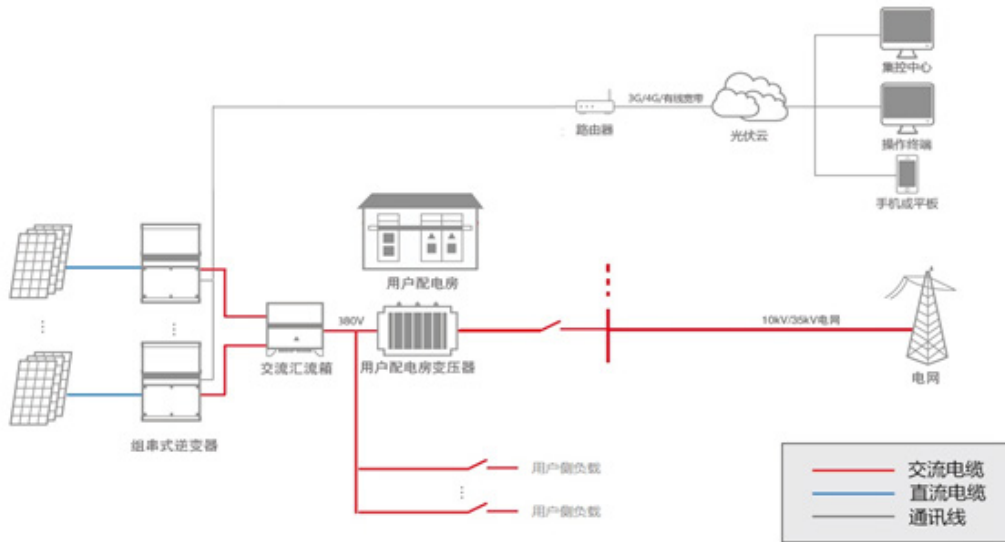 集控中心
3G/4G/有线宽带
路由器
光伏云
操作终端
手机或平板
用户配电房
380V
10kV/35kV电网
交流汇流箱
用户配电房变压器
电网
组串式逆变器
用户侧负载
用户侧负载
交流电缆
直流电缆
通讯线